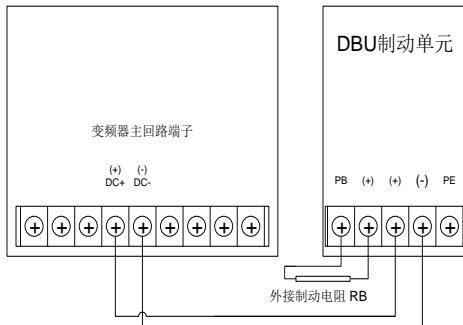 DBU制动单元
变频器主回路端子
(+) (-)
DC+ DC-
PB (+) (+) (-) PE
外接制动电阻 RB